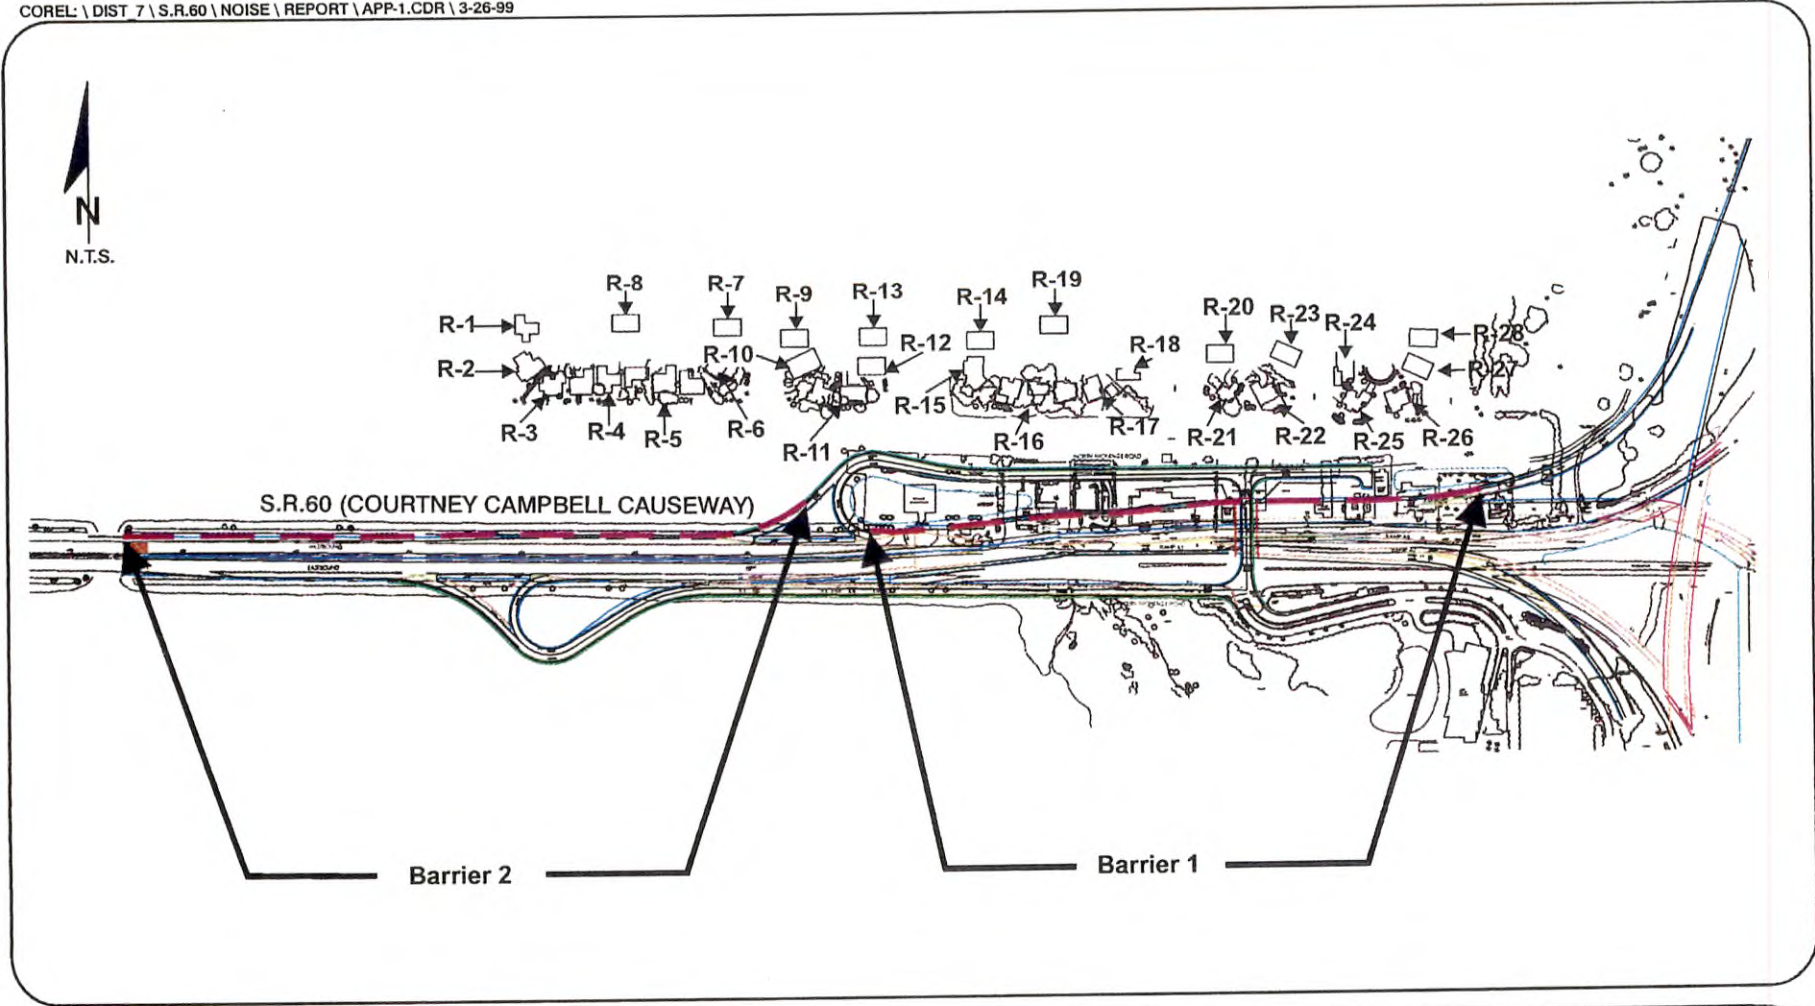 COREL: \ DIST_7 \ S.R.60 \ NOISE \ REPORT \ APP-1.CDR \ 3-26-99
N
N.T.S.
R-8
R-7
R-9
R-13
R-14
R-19
R-1
R-20
R-23
R-24
R-28
R-10
R-12
R-18
R-2
R-27
R-15
R-3
R-4
R-5
R-6
R-11
R-16
R-17
R-21
R-22
R-25
R-26
S.R.60 (COURTNEY CAMPBELL CAUSEWAY)
Barrier 2
Barrier 1